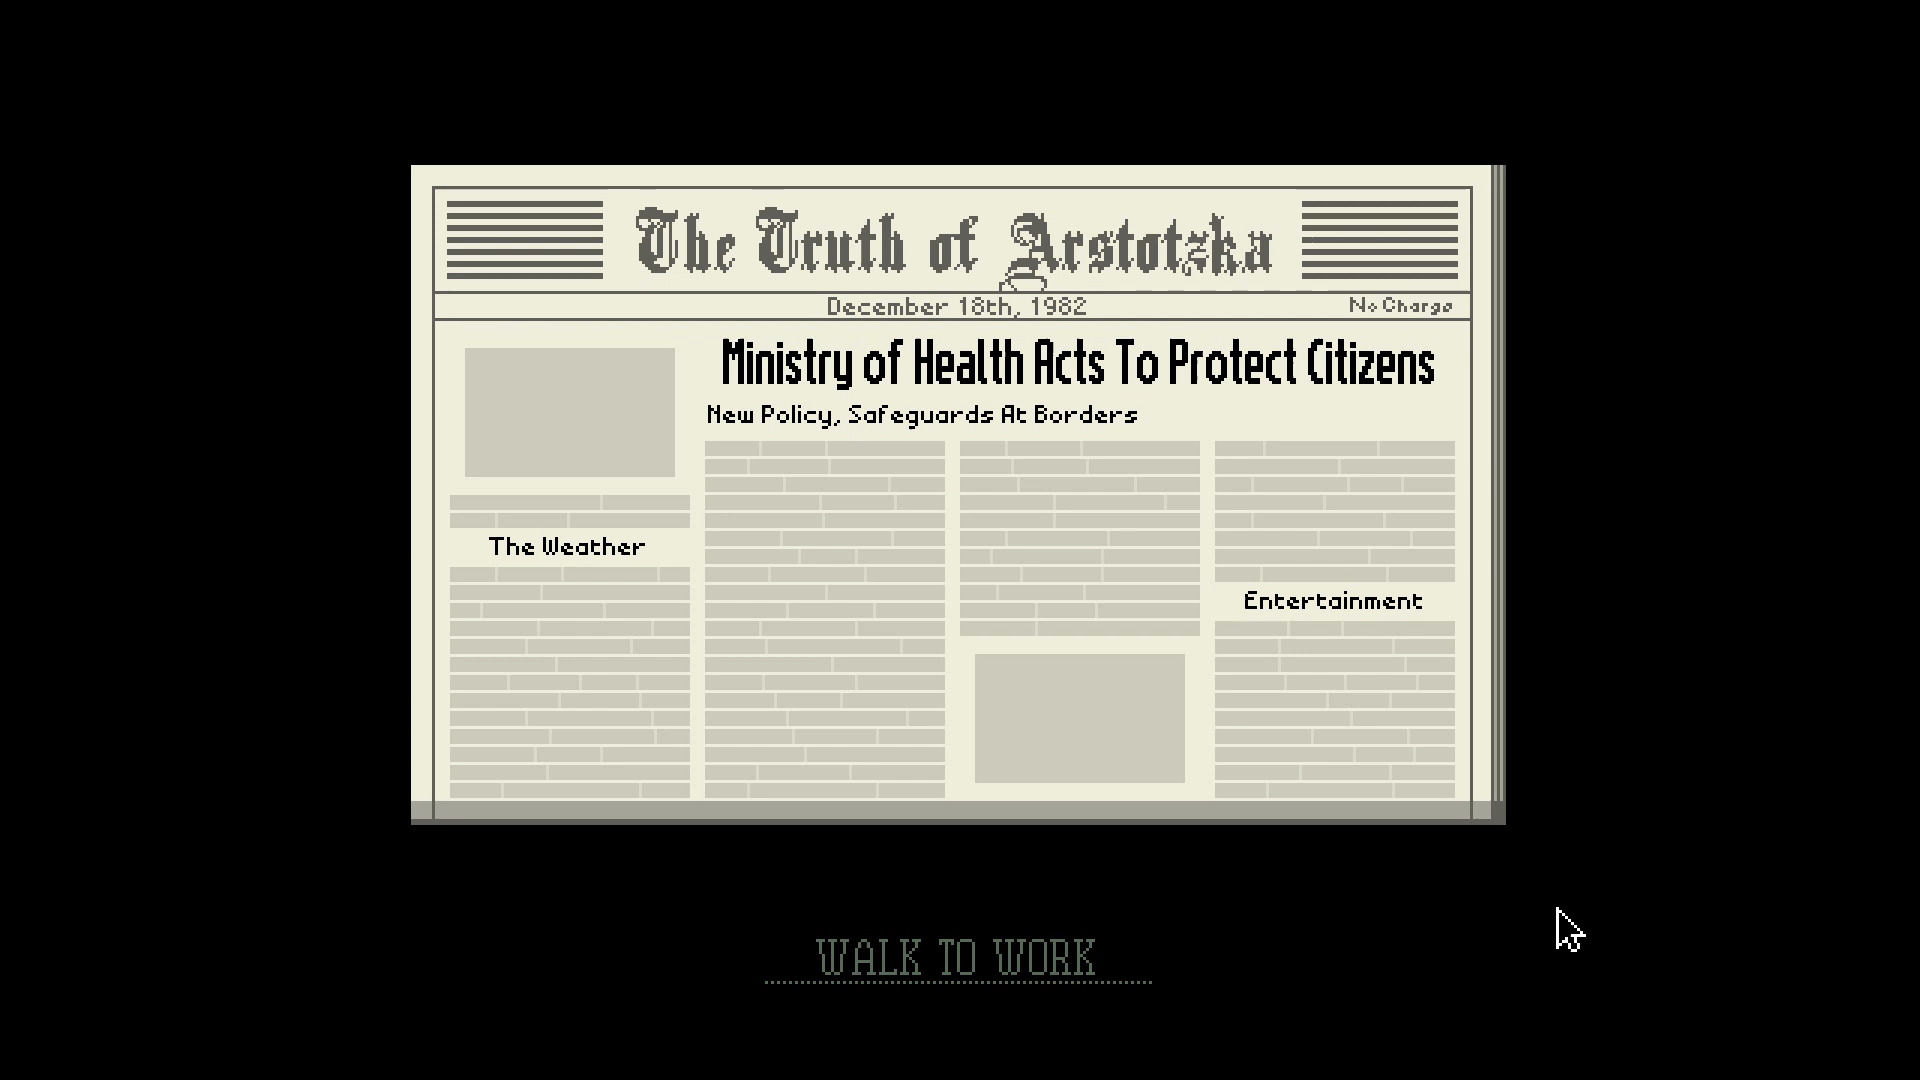 The Truth of Arstotzka
December 18th, 1982
No Charge
Ministry of Health Acts To Protect Citizens
New Policy, Safeguards At Borders
The Weather
Entertainment
WALK TO WORK